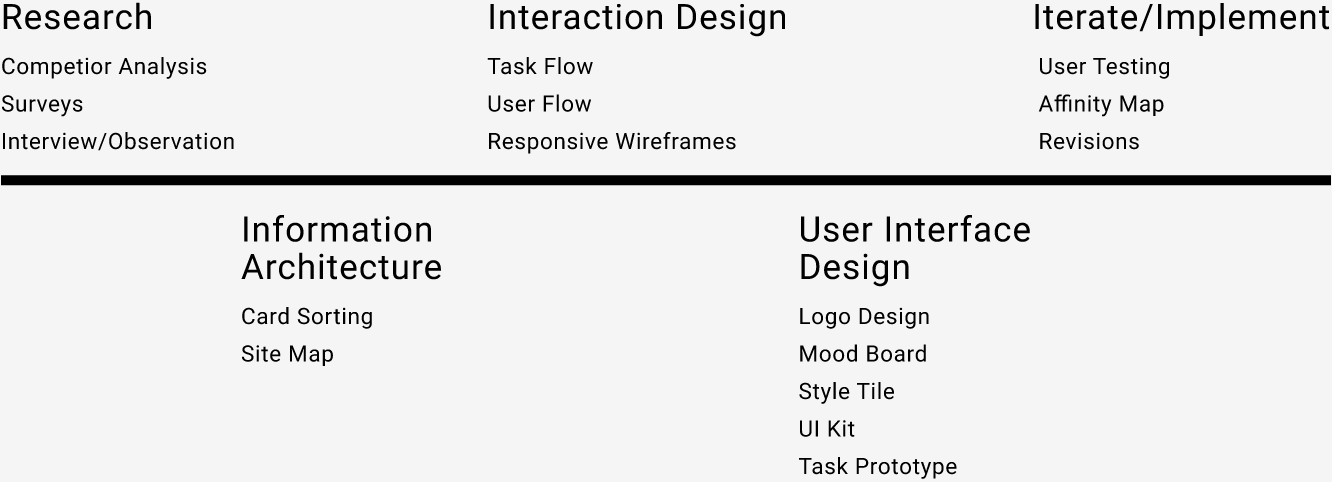 Research
Competior Analysis
Surveys
Interview/Observation
Interaction Design
Task Flow
User Flow
Responsive Wireframes
Iterate/Implement
User Testing
Affinity Map
Revisions
Information
Architecture
Card Sorting
Site Map
User Interface
Design
Logo Design
Mood Board
Style Tile
UI Kit
Task Prototype